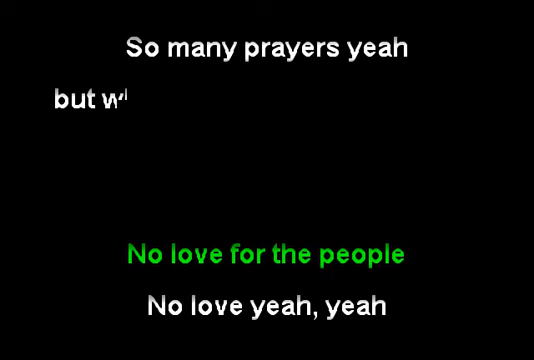 So many prayers yeah
but
No love for the people
No love yeah, yeah